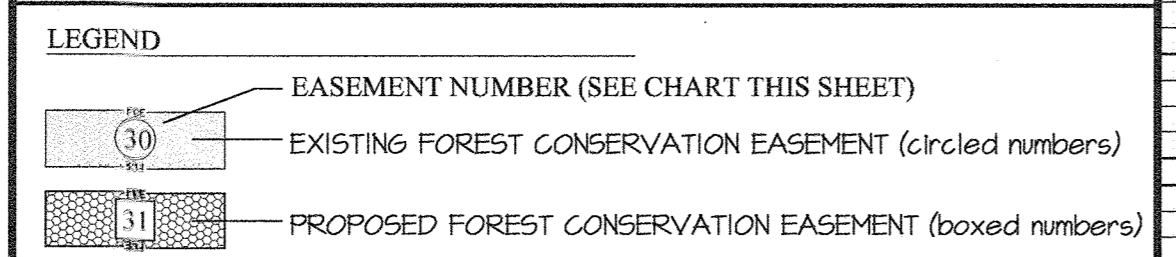 LEGEND
EASEMENT NUMBER (SEE CHART THIS SHEET)
30
EXISTING FOREST CONSERVATION EASEMENT (circled numbers)
31
PROPOSED FOREST CONSERVATION EASEMENT (boxed numbers)